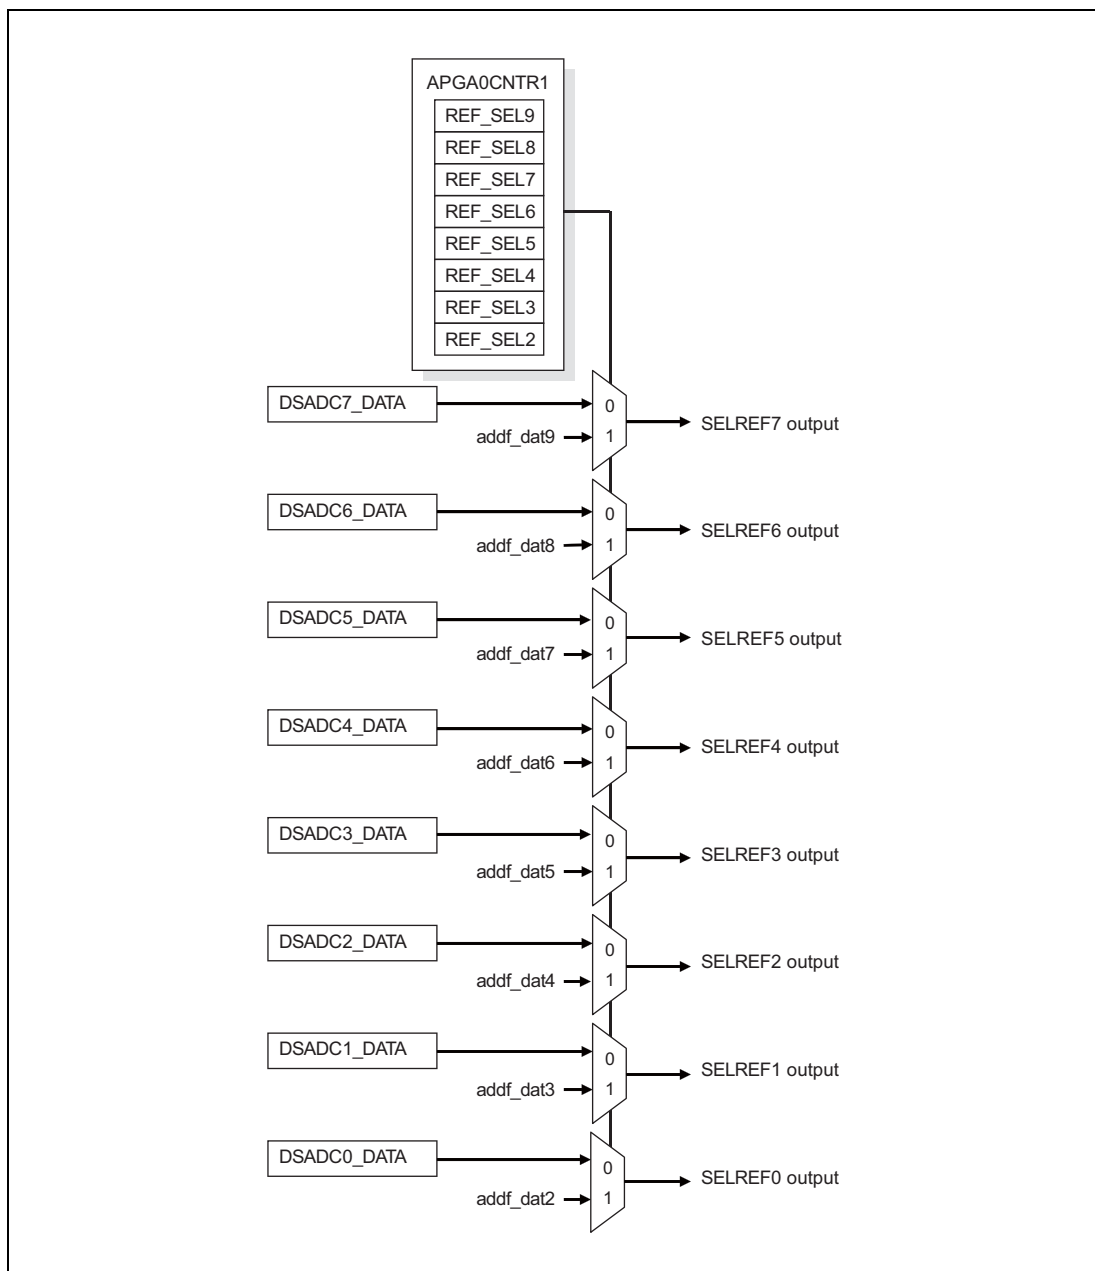 APGA0CNTR1
REF_SEL9
REF_SEL8
REF_SEL7
REF_SEL6
REF_SEL5
REF_SEL4
REF_SEL3
REF_SEL2
DSADC7_DATA
0
SELREF7 output
addf_dat9
1
DSADC6_DATA
0
SELREF6 output
addf_dat8
1
DSADC5_DATA
0
SELREF5 output
addf_dat7
1
DSADC4_DATA
0
SELREF4 output
addf_dat6
1
DSADC3_DATA
0
SELREF3 output
addf_dat5
1
DSADC2_DATA
0
SELREF2 output
addf_dat4
1
DSADC1_DATA
0
SELREF1 output
addf_dat3
1
DSADC0_DATA
0
SELREF0 output
addf_dat2
1